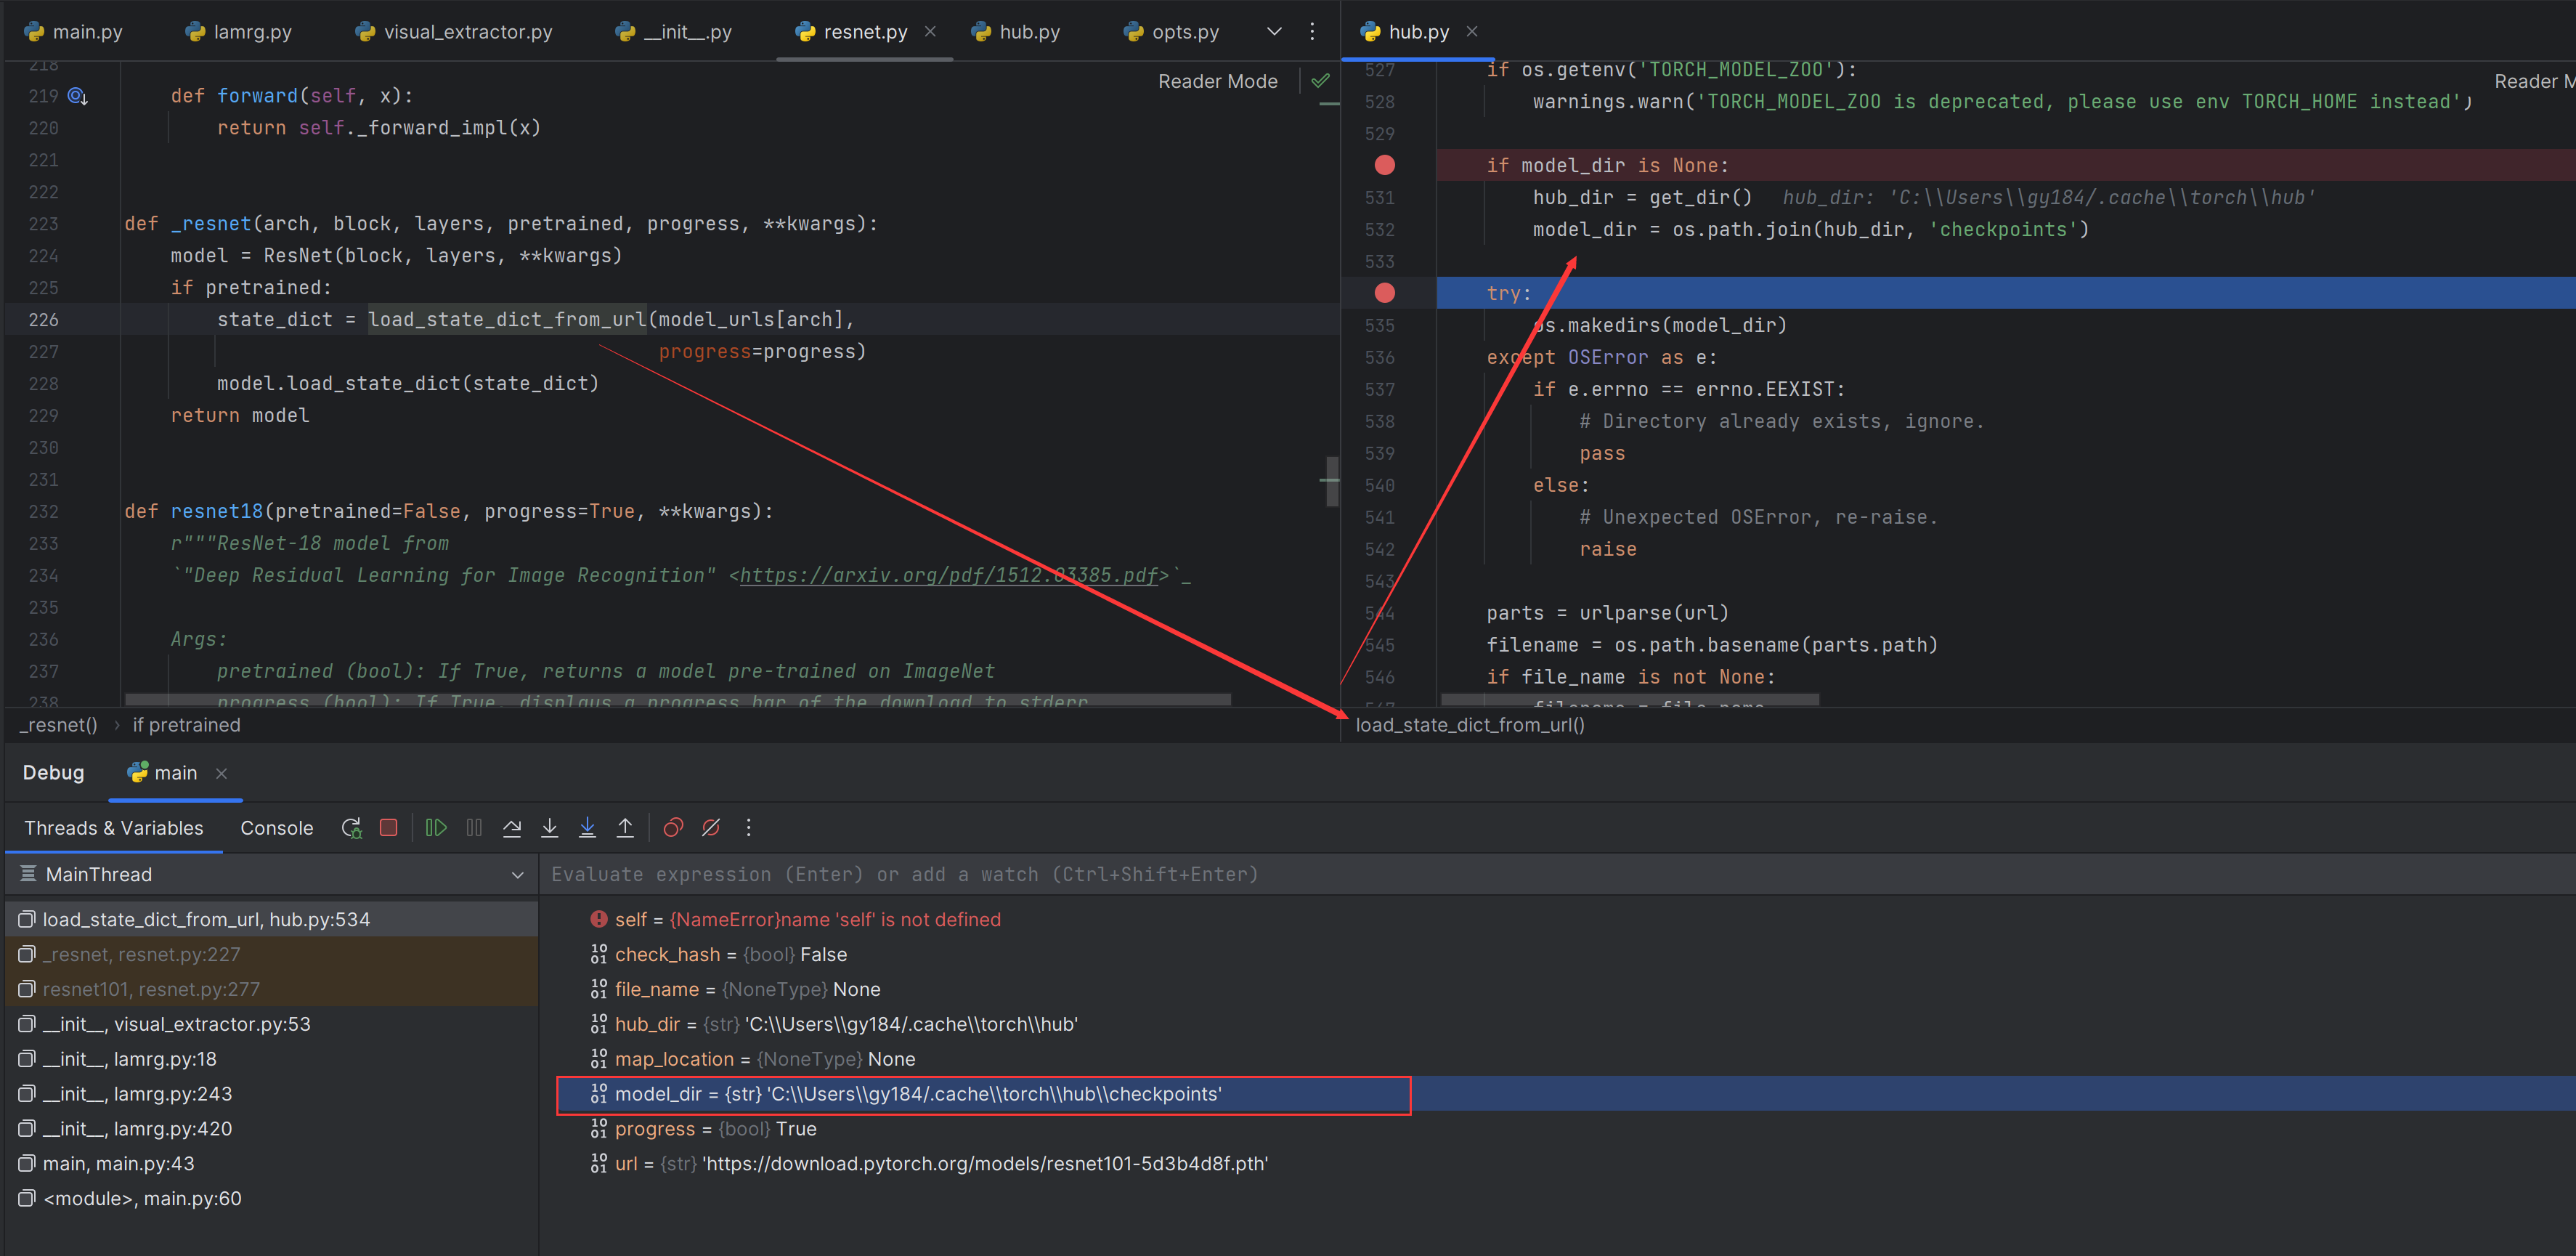 main.py
lamrg.py
visual_extractor.py
__init__.py
resnet.py
hub.py
opts.py
Reader Mode
218
219 def forward(self, x):
220 return self._forward_impl(x)
221
222
223 def _resnet(arch, block, layers, pretrained, progress, **kwargs):
224 model = ResNet(block, layers, **kwargs)
225 if pretrained:
226 state_dict = load_state_dict_from_url(model_urls[arch],
227 progress=progress)
228 model.load_state_dict(state_dict)
229 return model
230
231
232 def resnet18(pretrained=False, progress=True, **kwargs):
233 r"""ResNet-18 model from
234 `"Deep Residual Learning for Image Recognition" <https://arxiv.org/pdf/1512.03385.pdf>`_
235
236 Args:
237 pretrained (bool): If True, returns a model pre-trained on ImageNet
238 progress (bool): If True, displays a progress bar of the download to stderr
_resnet() › if pretrained
hub.py
Reader M
527 if os.getenv('TORCH_MODEL_ZOO'):
528 warnings.warn('TORCH_MODEL_ZOO is deprecated, please use env TORCH_HOME instead')
529
if model_dir is None:
531 hub_dir = get_dir() hub_dir: 'C:\\Users\\gy184/.cache\\torch\\hub'
532 model_dir = os.path.join(hub_dir, 'checkpoints')
533
try:
535 os.makedirs(model_dir)
536 except OSError as e:
537 if e.errno == errno.EEXIST:
538 # Directory already exists, ignore.
539 pass
540 else:
541 # Unexpected OSError, re-raise.
542 raise
543
544 parts = urlparse(url)
545 filename = os.path.basename(parts.path)
546 if file_name is not None:
547 filename = file_name
load_state_dict_from_url()
Debug
main
Threads & Variables
Console
MainThread
load_state_dict_from_url, hub.py:534
_resnet, resnet.py:227
resnet101, resnet.py:277
__init__, visual_extractor.py:53
__init__, lamrg.py:18
__init__, lamrg.py:243
__init__, lamrg.py:420
main, main.py:43
<module>, main.py:60
Evaluate expression (Enter) or add a watch (Ctrl+Shift+Enter)
self = {NameError}name 'self' is not defined
check_hash = {bool} False
file_name = {NoneType} None
hub_dir = {str} 'C:\\Users\\gy184/.cache\\torch\\hub'
map_location = {NoneType} None
model_dir = {str} 'C:\\Users\\gy184/.cache\\torch\\hub\\checkpoints'
progress = {bool} True
url = {str} 'https://download.pytorch.org/models/resnet101-5d3b4d8f.pth'